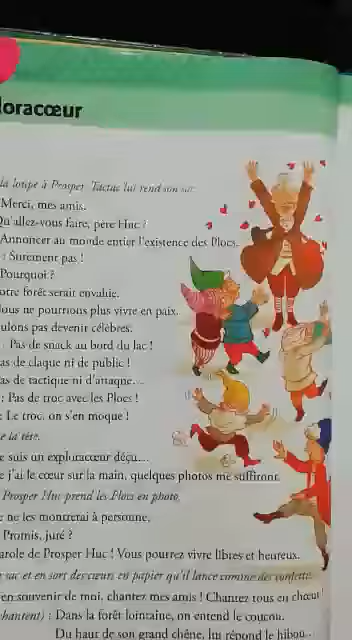 loracœur
la loupe à Prosper. Tactac lui rend son sac.
Merci, mes amis.
Qu'allez-vous faire, père Huc ?
Annoncer au monde entier l'existence des Plocs.
: Sûrement pas !
Pourquoi ?
otre forêt serait envahie.
ous ne pourrions plus vivre en paix.
ulons pas devenir célèbres.
Pas de snack au bord du lac !
as de claque ni de public !
as de tactique ni d'attaque...
: Pas de troc avec les Plocs !
: Le troc, on s'en moque !
e la tête.
e suis un exploracœur déçu...
e j'ai le cœur sur la main, quelques photos me suffiront.
Prosper Huc prend les Plocs en photo.
e ne les montrerai à personne.
Promis, juré ?
arole de Prosper Huc ! Vous pourrez vivre libres et heureux.
sac et en sort des cœurs en papier qu'il lance comme des confettis.
en souvenir de moi, chantez mes amis ! Chantez tous en chœur !
chantent) : Dans la forêt lointaine, on entend le coucou.
Du haut de son grand chêne, lui répond le hibou...